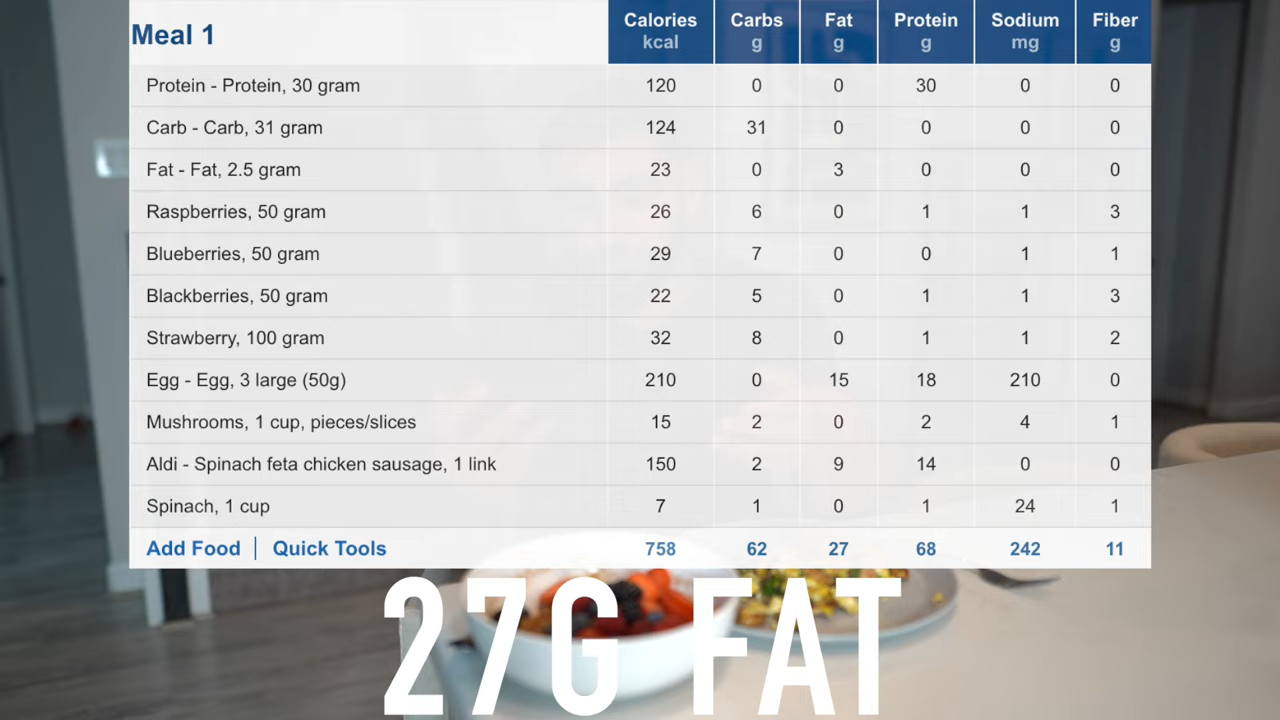 Meal 1 Calories kcal Carbs g Fat g Protein g Sodium mg Fiber g
Protein - Protein, 30 gram 120 0 0 30 0 0
Carb - Carb, 31 gram 124 31 0 0 0 0
Fat - Fat, 2.5 gram 23 0 3 0 0 0
Raspberries, 50 gram 26 6 0 1 1 3
Blueberries, 50 gram 29 7 0 0 1 1
Blackberries, 50 gram 22 5 0 1 1 3
Strawberry, 100 gram 32 8 0 1 1 2
Egg - Egg, 3 large (50g) 210 0 15 18 210 0
Mushrooms, 1 cup, pieces/slices 15 2 0 2 4 1
Aldi - Spinach feta chicken sausage, 1 link 150 2 9 14 0 0
Spinach, 1 cup 7 1 0 1 24 1
Add Food | Quick Tools 758 62 27 68 242 11
27G FAT